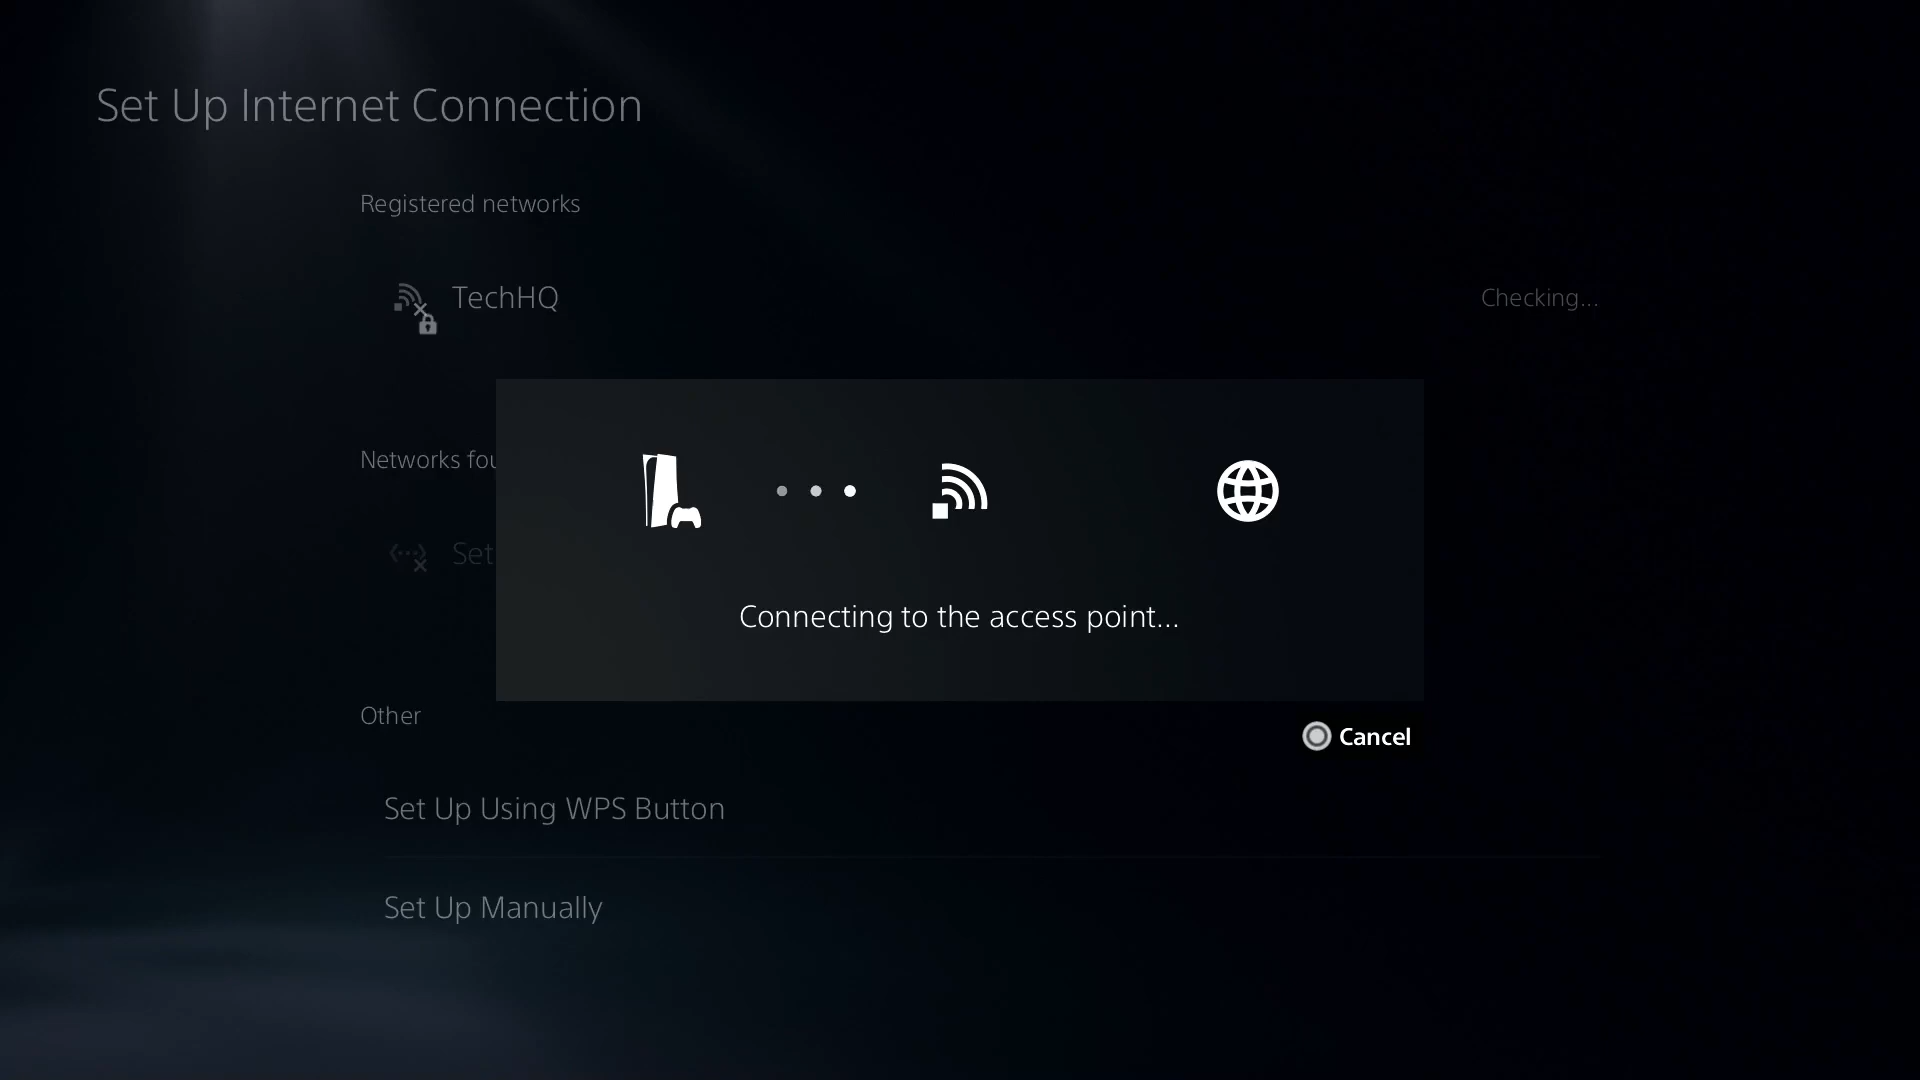 Set Up Internet Connection
Registered networks
TechHQ
Checking...
Networks fou
Set
Connecting to the access point...
Other
Cancel
Set Up Using WPS Button
Set Up Manually